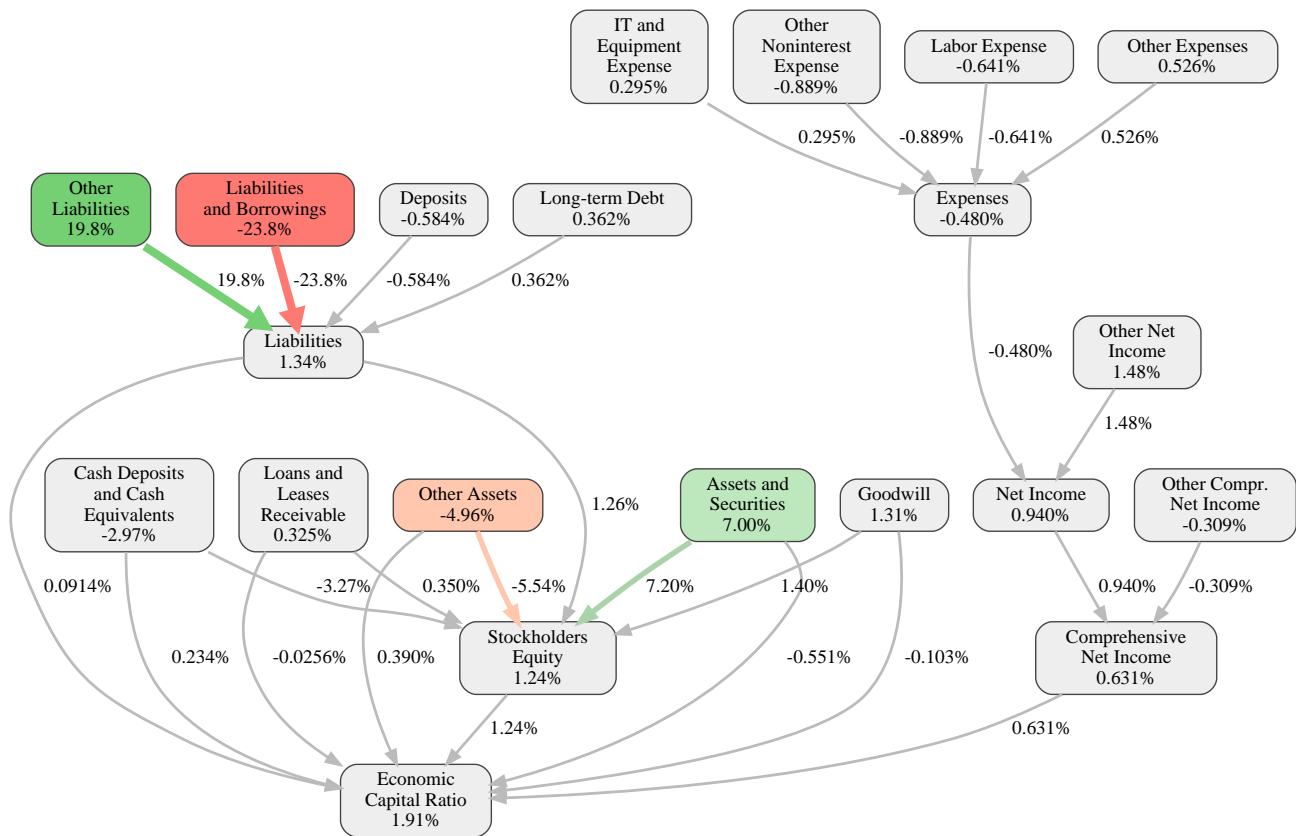 IT and
Equipment
Expense
0.295%
Other
Noninterest
Expense
-0.889%
Labor Expense
-0.641%
Other Expenses
0.526%
0.295%
-0.889%
-0.641%
0.526%
Other
Liabilities
19.8%
Liabilities
and Borrowings
-23.8%
Deposits
-0.584%
Long-term Debt
0.362%
Expenses
-0.480%
19.8%
-23.8%
-0.584%
0.362%
Liabilities
1.34%
-0.480%
Other Net
Income
1.48%
1.48%
Cash Deposits
and Cash
Equivalents
-2.97%
Loans and
Leases
Receivable
0.325%
Other Assets
-4.96%
1.26%
Assets and
Securities
7.00%
Goodwill
1.31%
Net Income
0.940%
Other Compr.
Net Income
-0.309%
0.0914%
-3.27%
0.350%
-5.54%
7.20%
1.40%
0.940%
-0.309%
0.234%
-0.0256%
0.390%
Stockholders
Equity
1.24%
-0.551%
-0.103%
Comprehensive
Net Income
0.631%
1.24%
0.631%
Economic
Capital Ratio
1.91%